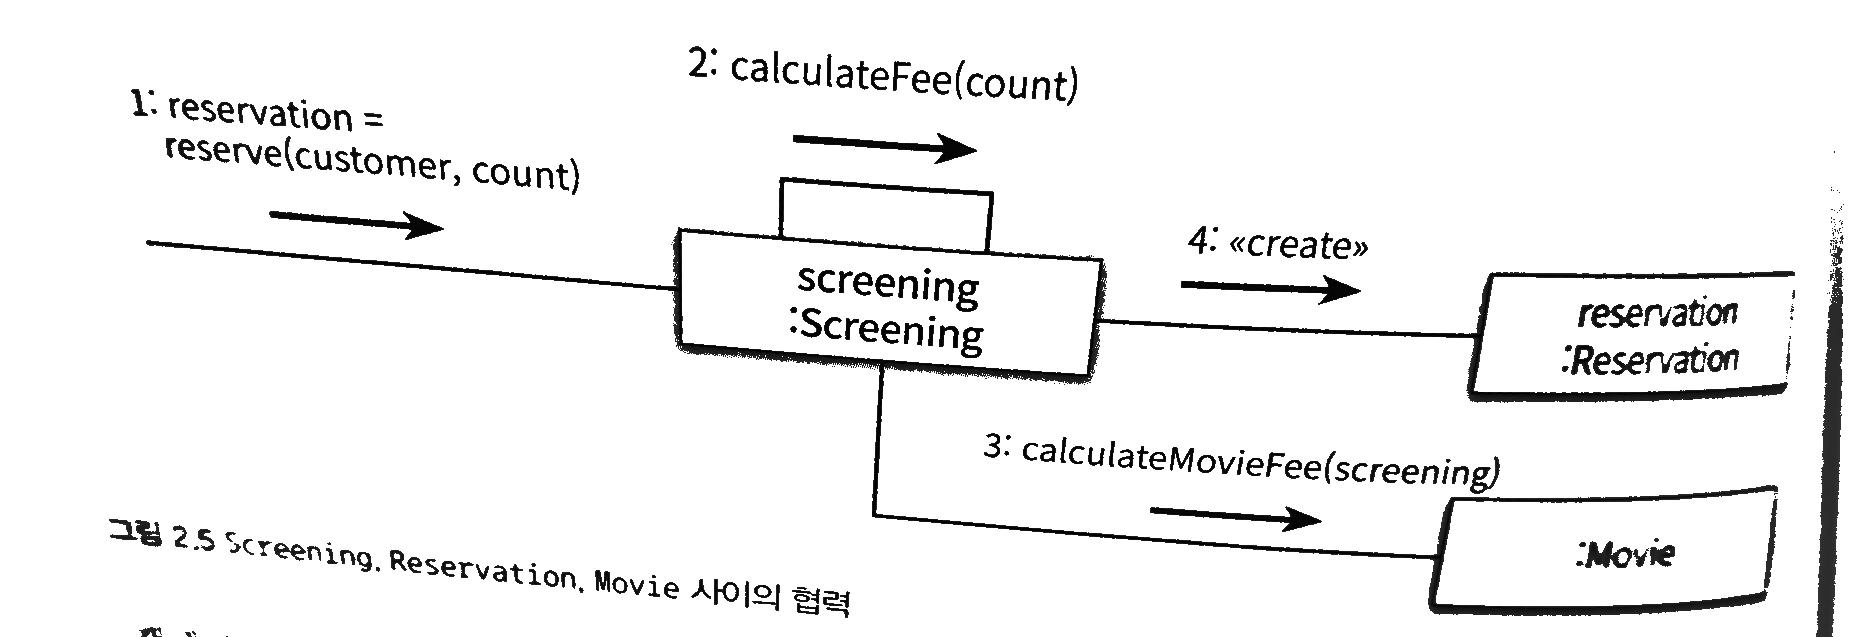 2: calculateFee(count)
1: reservation =
reserve(customer, count)
4: «create»
screening
:Screening
reservation
:Reservation
3: calculateMovieFee(screening)
:Movie
그림 2.5 Screening, Reservation, Movie 사이의 협력